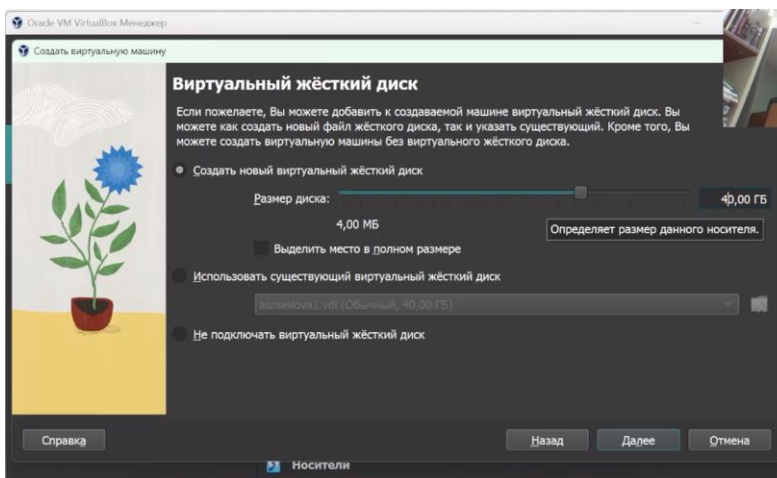 Oracle VM VirtualBox Менеджер
Создать виртуальную машину
Виртуальный жёсткий диск
Если пожелаете, Вы можете добавить к создаваемой машине виртуальный жёсткий диск. Вы
можете как создать новый файл жёсткого диска, так и указать существующий. Кроме того, Вы
можете создать виртуальную машины без виртуального жёсткого диска.
Создать новый виртуальный жёсткий диск
Размер диска:
40,00 ГБ
4,00 МБ
Определяет размер данного носителя.
Выделить место в полном размере
Использовать существующий виртуальный жёсткий диск
asmaslova1.vdi (Обычный, 40,00 ГБ)
Не подключать виртуальный жёсткий диск
Справка
Назад
Далее
Отмена
Носители